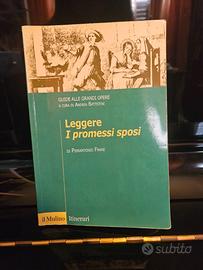 GUIDE ALLE GRANDI OPERE
A CURA DI ANDREA BATTISTINI
Leggere
I promessi sposi
DI PIERANTONIO FRARE
il Mulino Itinerari
subito